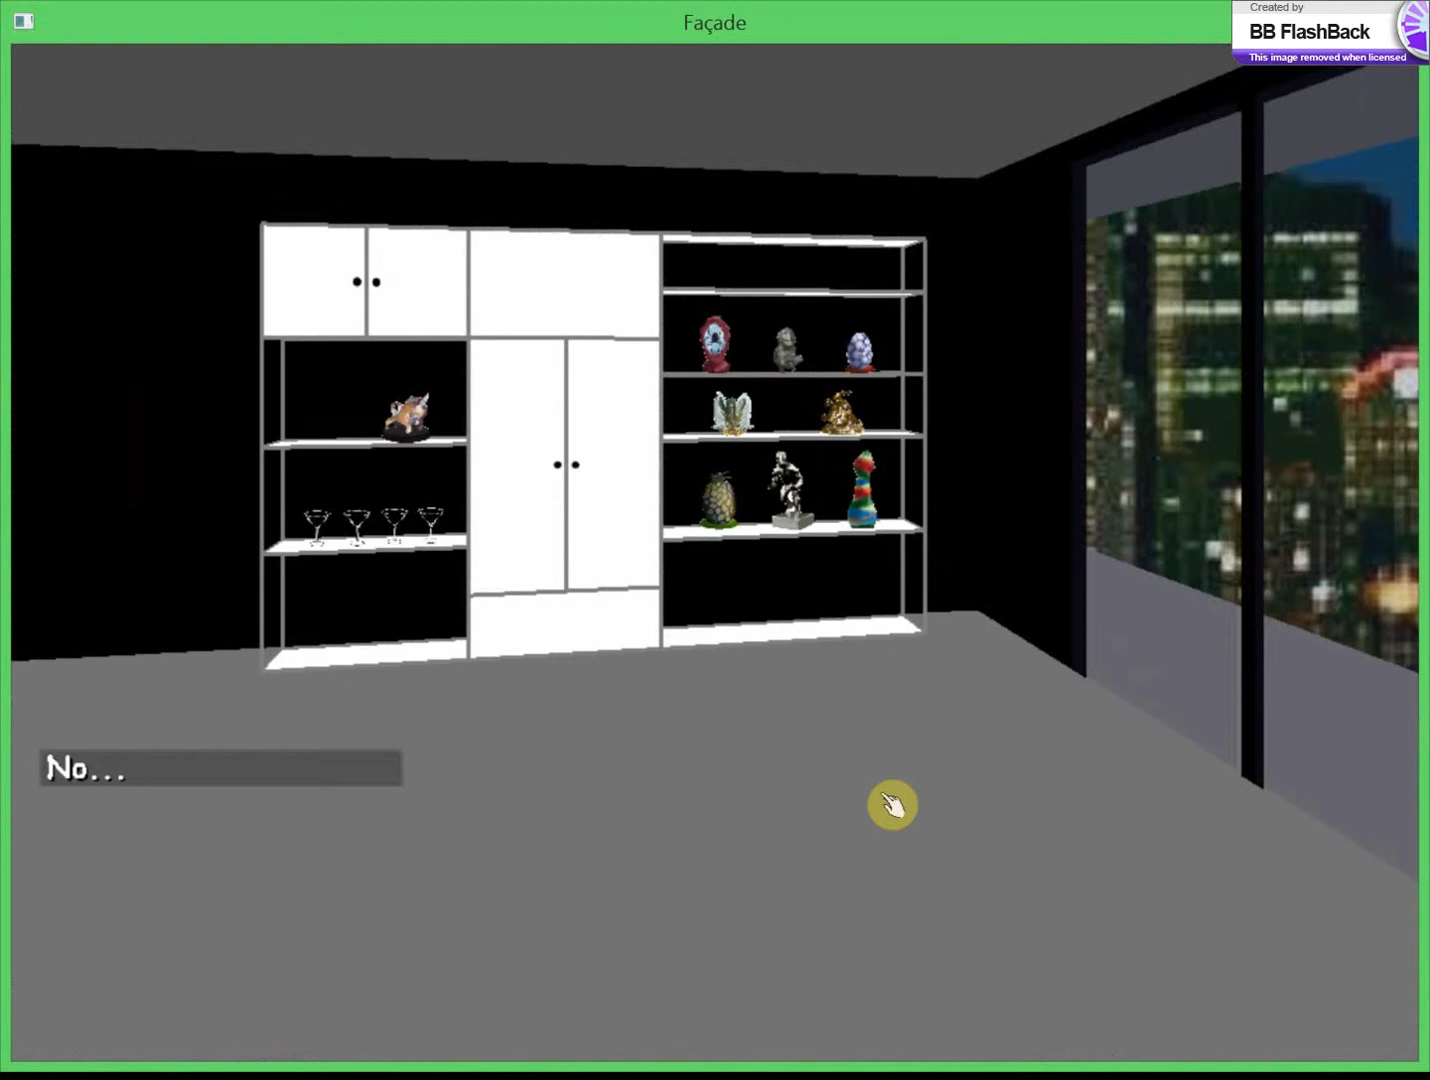 Façade
Created by
BB FlashBack
This image removed when licensed
No...